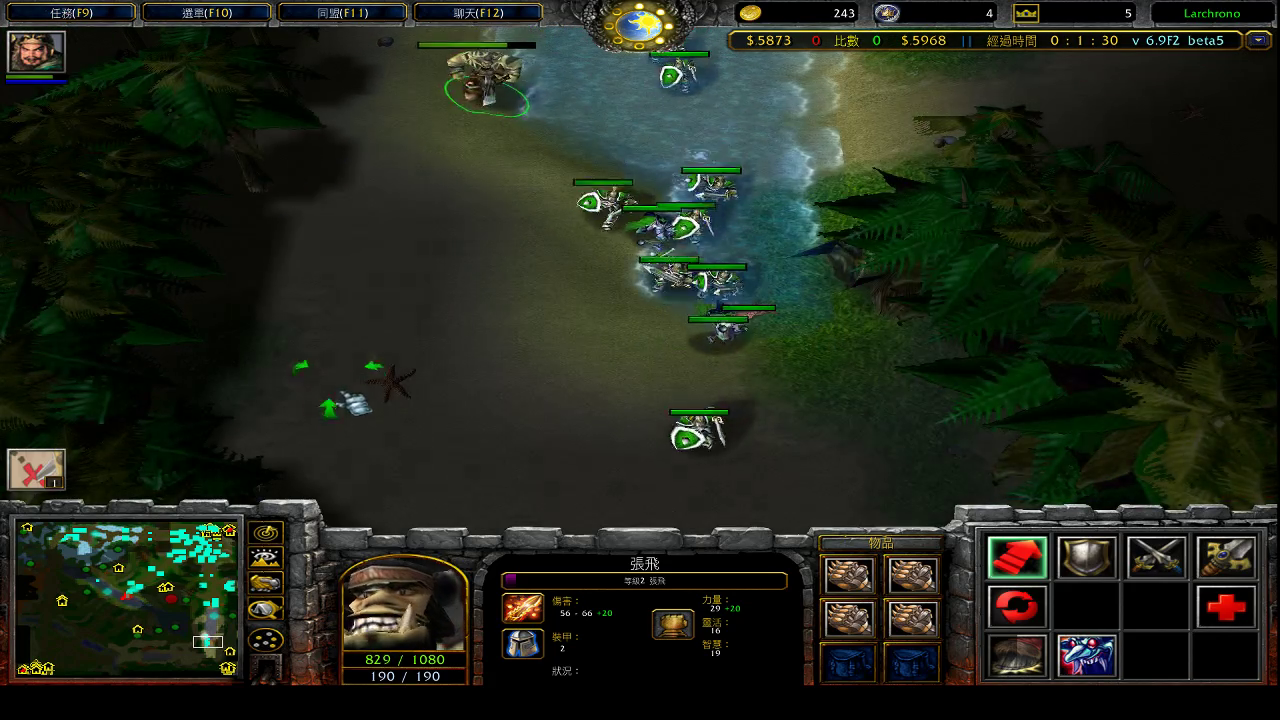 任務(F9) 選單(F10) 同盟(F11) 聊天(F12) 243 4 5 Larchrono
$.5873 0 比數 0 $.5968 || 經過時間 0 : 1 : 30 v 6.9F2 beta5
1
張飛
等級2 張飛
傷害：
56 - 66 +20
裝甲：
2
狀況：
力量：
29 +20
靈活：
16
智慧：
19
物品
829 / 1080
190 / 190